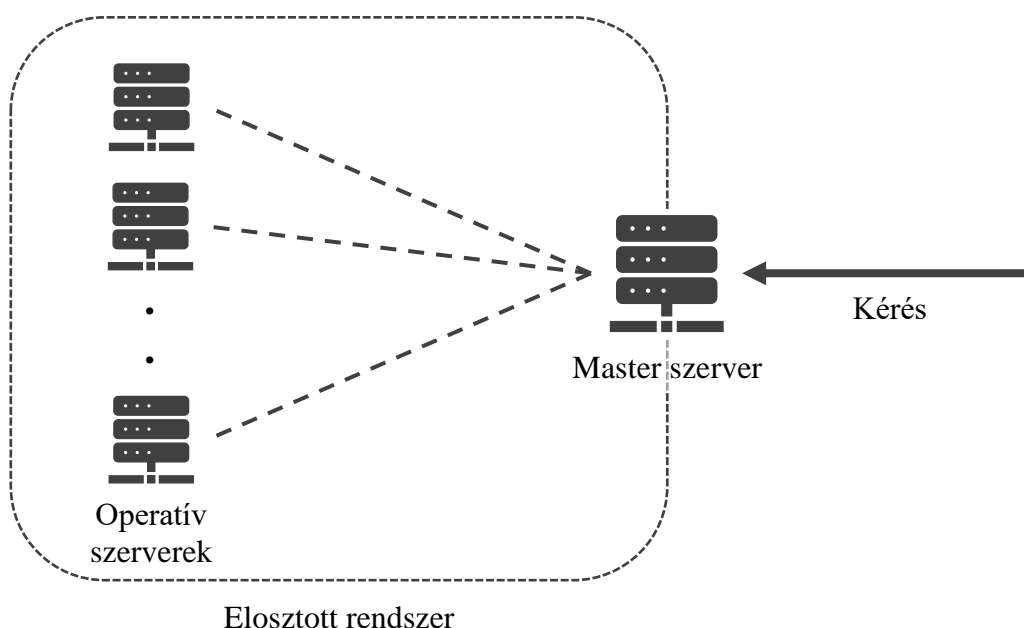 Kérés
Master szerver
Operatív
szerverek
Elosztott rendszer